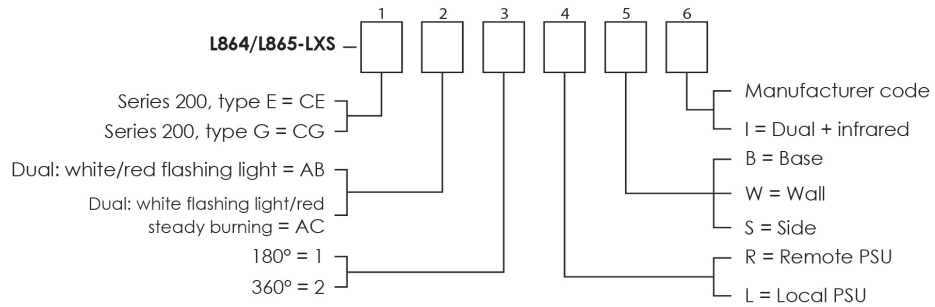 1 2 3 4 5 6
L864/L865-LXS –
Series 200, type E = CE
Series 200, type G = CG
Dual: white/red flashing light = AB
Dual: white flashing light/red
steady burning = AC
180° = 1
360° = 2
Manufacturer code
I = Dual + infrared
B = Base
W = Wall
S = Side
R = Remote PSU
L = Local PSU